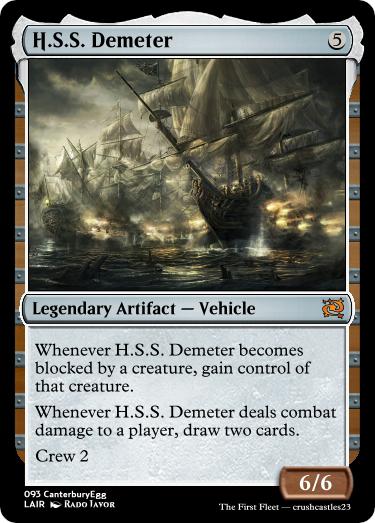 H.S.S. Demeter 5
Legendary Artifact — Vehicle
Whenever H.S.S. Demeter becomes
blocked by a creature, gain control of
that creature.
Whenever H.S.S. Demeter deals combat
damage to a player, draw two cards.
Crew 2
6/6
093 CanterburyEgg
LAIR Rado Javor
The First Fleet — crushcastles23